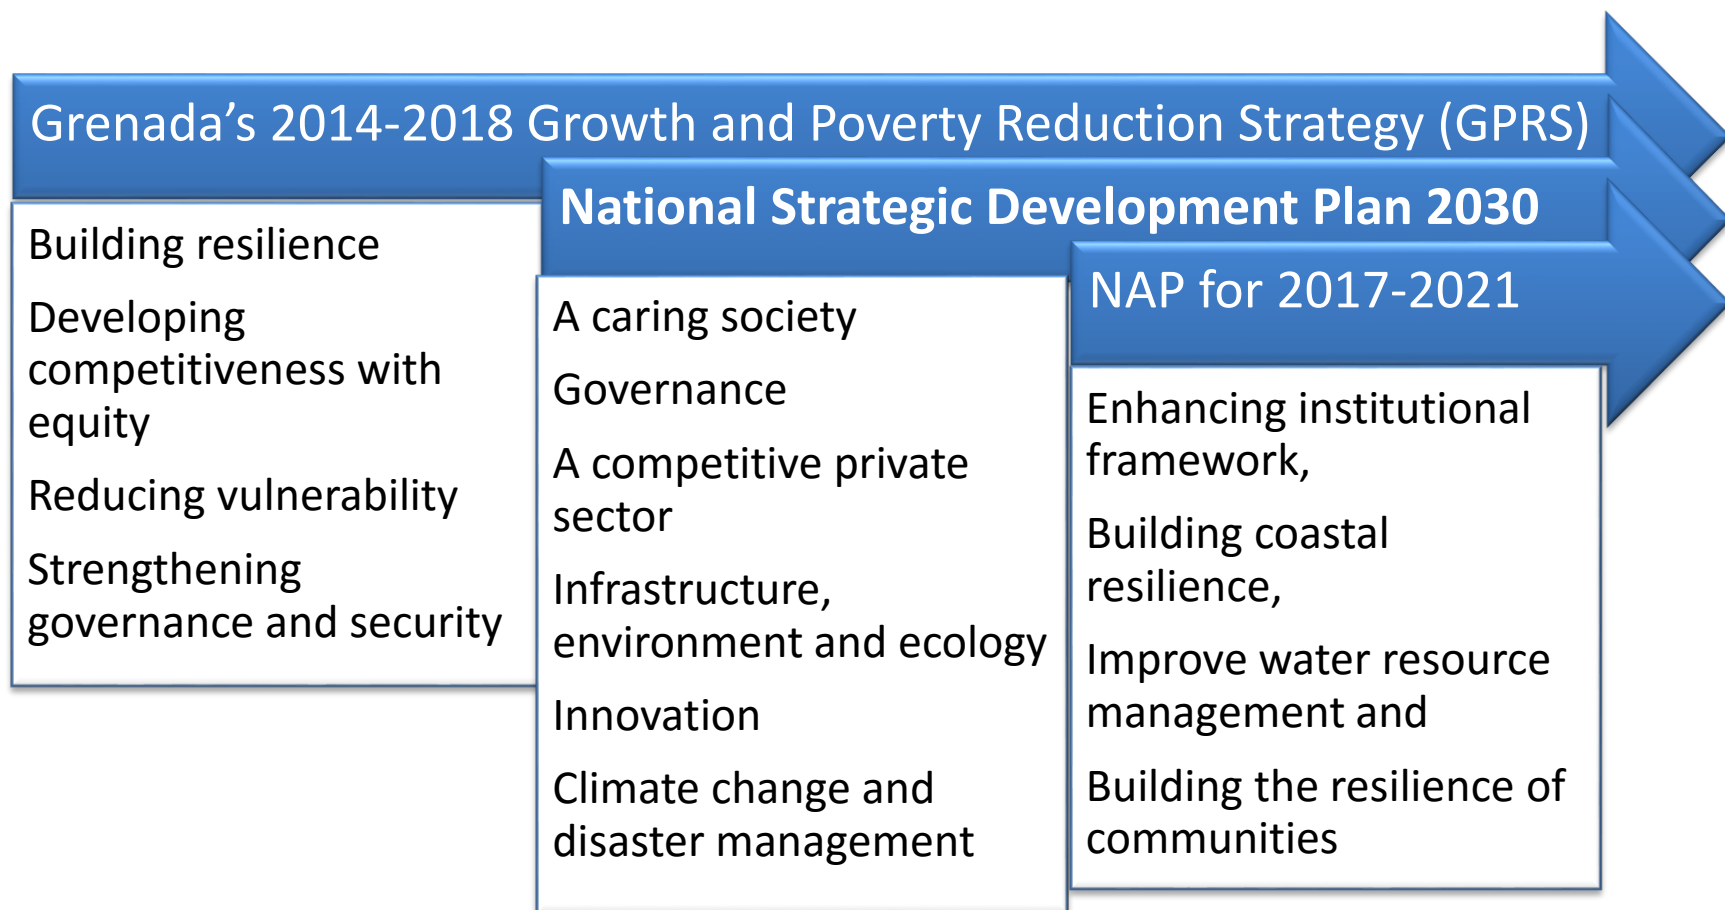 Grenada’s 2014-2018 Growth and Poverty Reduction Strategy (GPRS)
Building resilience
Developing
competitiveness with
equity
Reducing vulnerability
Strengthening
governance and security
National Strategic Development Plan 2030
A caring society
Governance
A competitive private
sector
Infrastructure,
environment and ecology
Innovation
Climate change and
disaster management
NAP for 2017-2021
Enhancing institutional
framework,
Building coastal
resilience,
Improve water resource
management and
Building the resilience of
communities